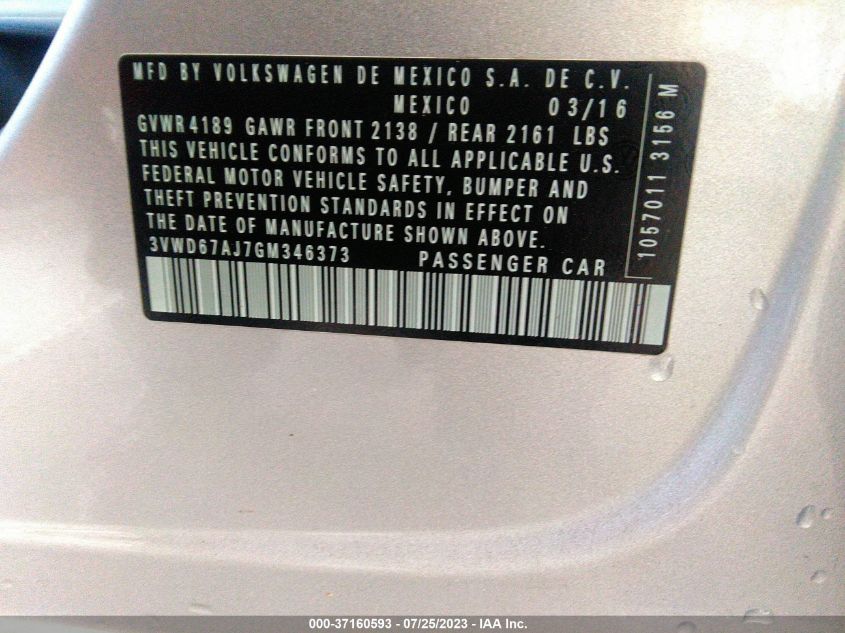 MFD BY VOLKSWAGEN DE MEXICO S.A. DE C.V.
MEXICO 03/16
GVWR 4189 GAWR FRONT 2138 / REAR 2161 LBS
THIS VEHICLE CONFORMS TO ALL APPLICABLE U.S.
FEDERAL MOTOR VEHICLE SAFETY, BUMPER AND
THEFT PREVENTION STANDARDS IN EFFECT ON
THE DATE OF MANUFACTURE SHOWN ABOVE.
3VWD67AJ7GM346373 PASSENGER CAR
1057011 3156 M
000-37160593 - 07/25/2023 - IAA Inc.